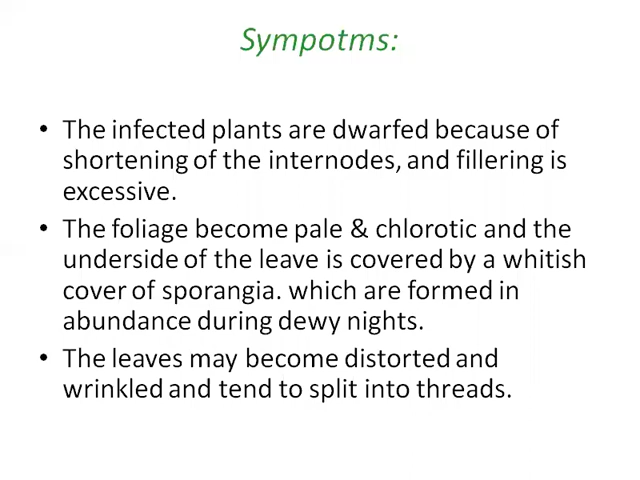 Sympotms:
• The infected plants are dwarfed because of
shortening of the internodes, and fillering is
excessive.
• The foliage become pale & chlorotic and the
underside of the leave is covered by a whitish
cover of sporangia. which are formed in
abundance during dewy nights.
• The leaves may become distorted and
wrinkled and tend to split into threads.